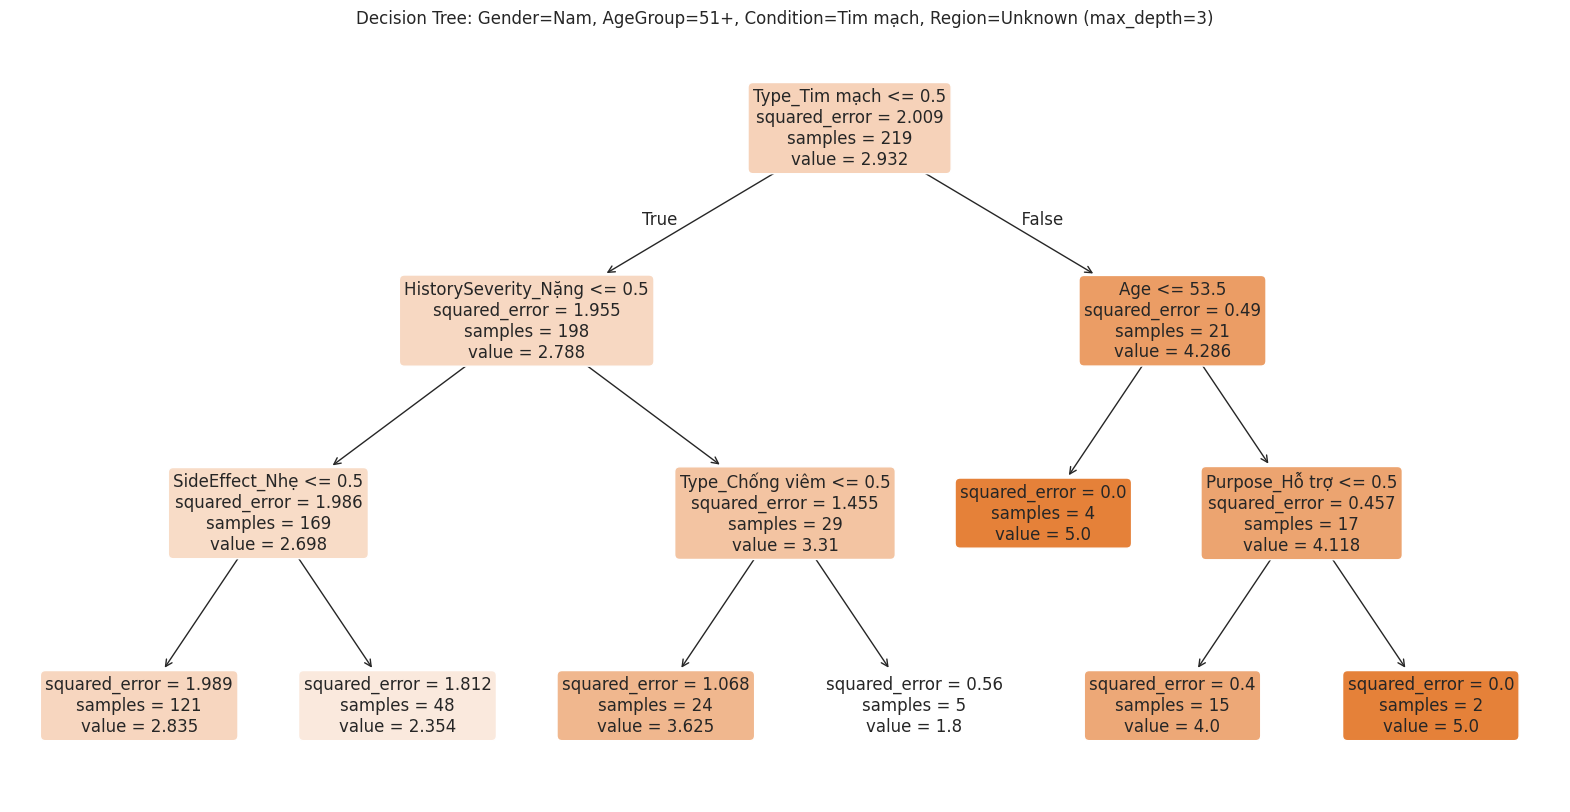 Decision Tree: Gender=Nam, AgeGroup=51+, Condition=Tim mạch, Region=Unknown (max_depth=3)
Type_Tim mạch <= 0.5
squared_error = 2.009
samples = 219
value = 2.932
True
False
HistorySeverity_Nặng <= 0.5
squared_error = 1.955
samples = 198
value = 2.788
Age <= 53.5
squared_error = 0.49
samples = 21
value = 4.286
SideEffect_Nhẹ <= 0.5
squared_error = 1.986
samples = 169
value = 2.698
Type_Chống viêm <= 0.5
squared_error = 1.455
samples = 29
value = 3.31
squared_error = 0.0
samples = 4
value = 5.0
Purpose_Hỗ trợ <= 0.5
squared_error = 0.457
samples = 17
value = 4.118
squared_error = 1.989
samples = 121
value = 2.835
squared_error = 1.812
samples = 48
value = 2.354
squared_error = 1.068
samples = 24
value = 3.625
squared_error = 0.56
samples = 5
value = 1.8
squared_error = 0.4
samples = 15
value = 4.0
squared_error = 0.0
samples = 2
value = 5.0